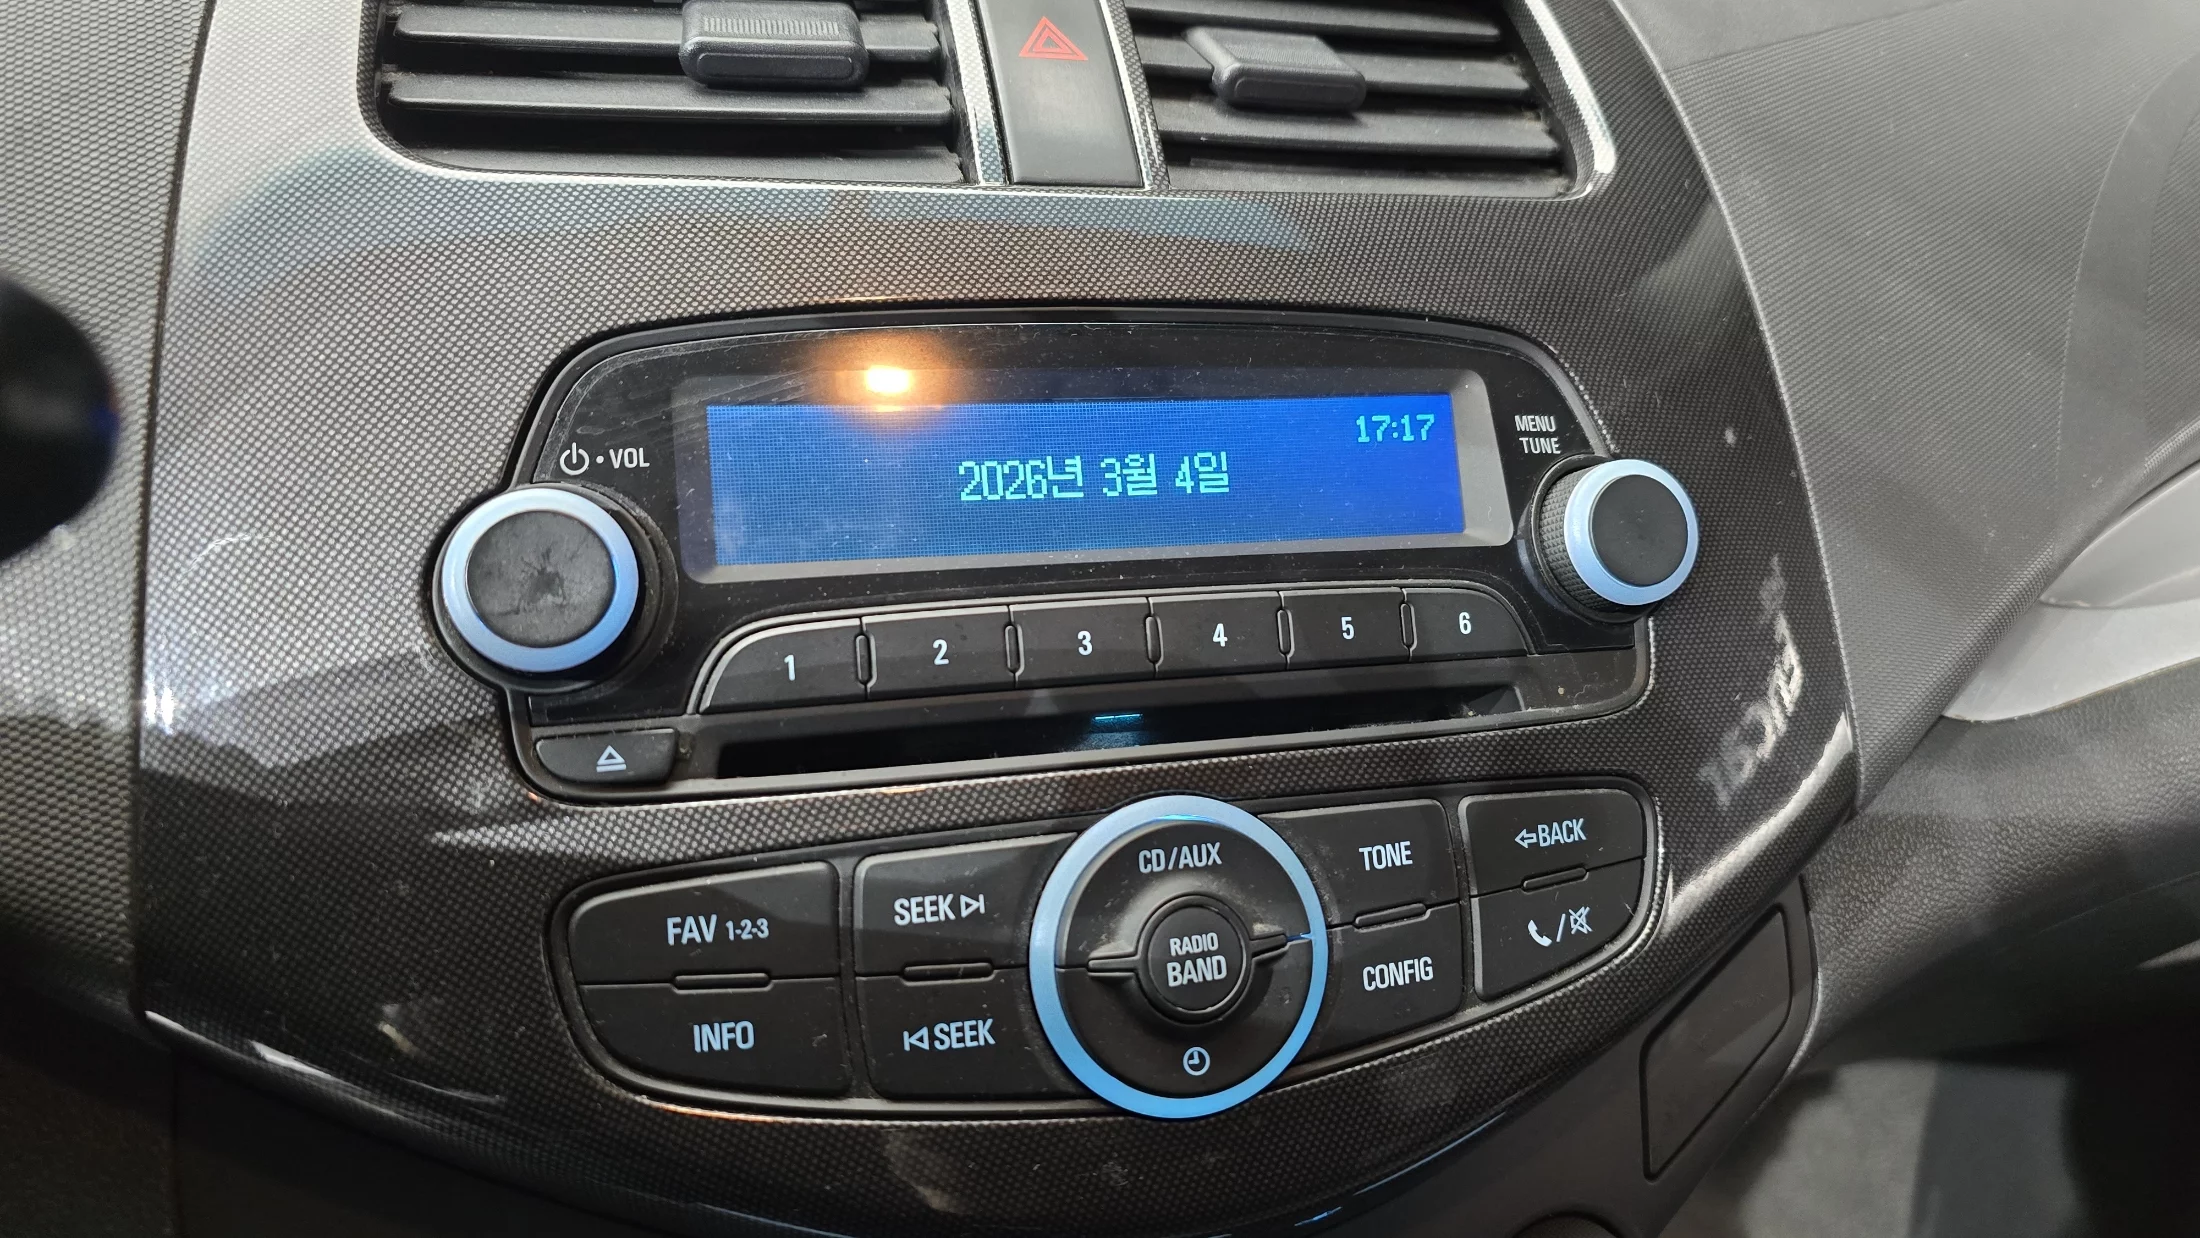 17:17
VOL
MENU
TUNE
2026년 3월 4일
1 2 3 4 5 6
CD/AUX
TONE
BACK
FAV 1-2-3
SEEK
RADIO
BAND
CONFIG
INFO
SEEK